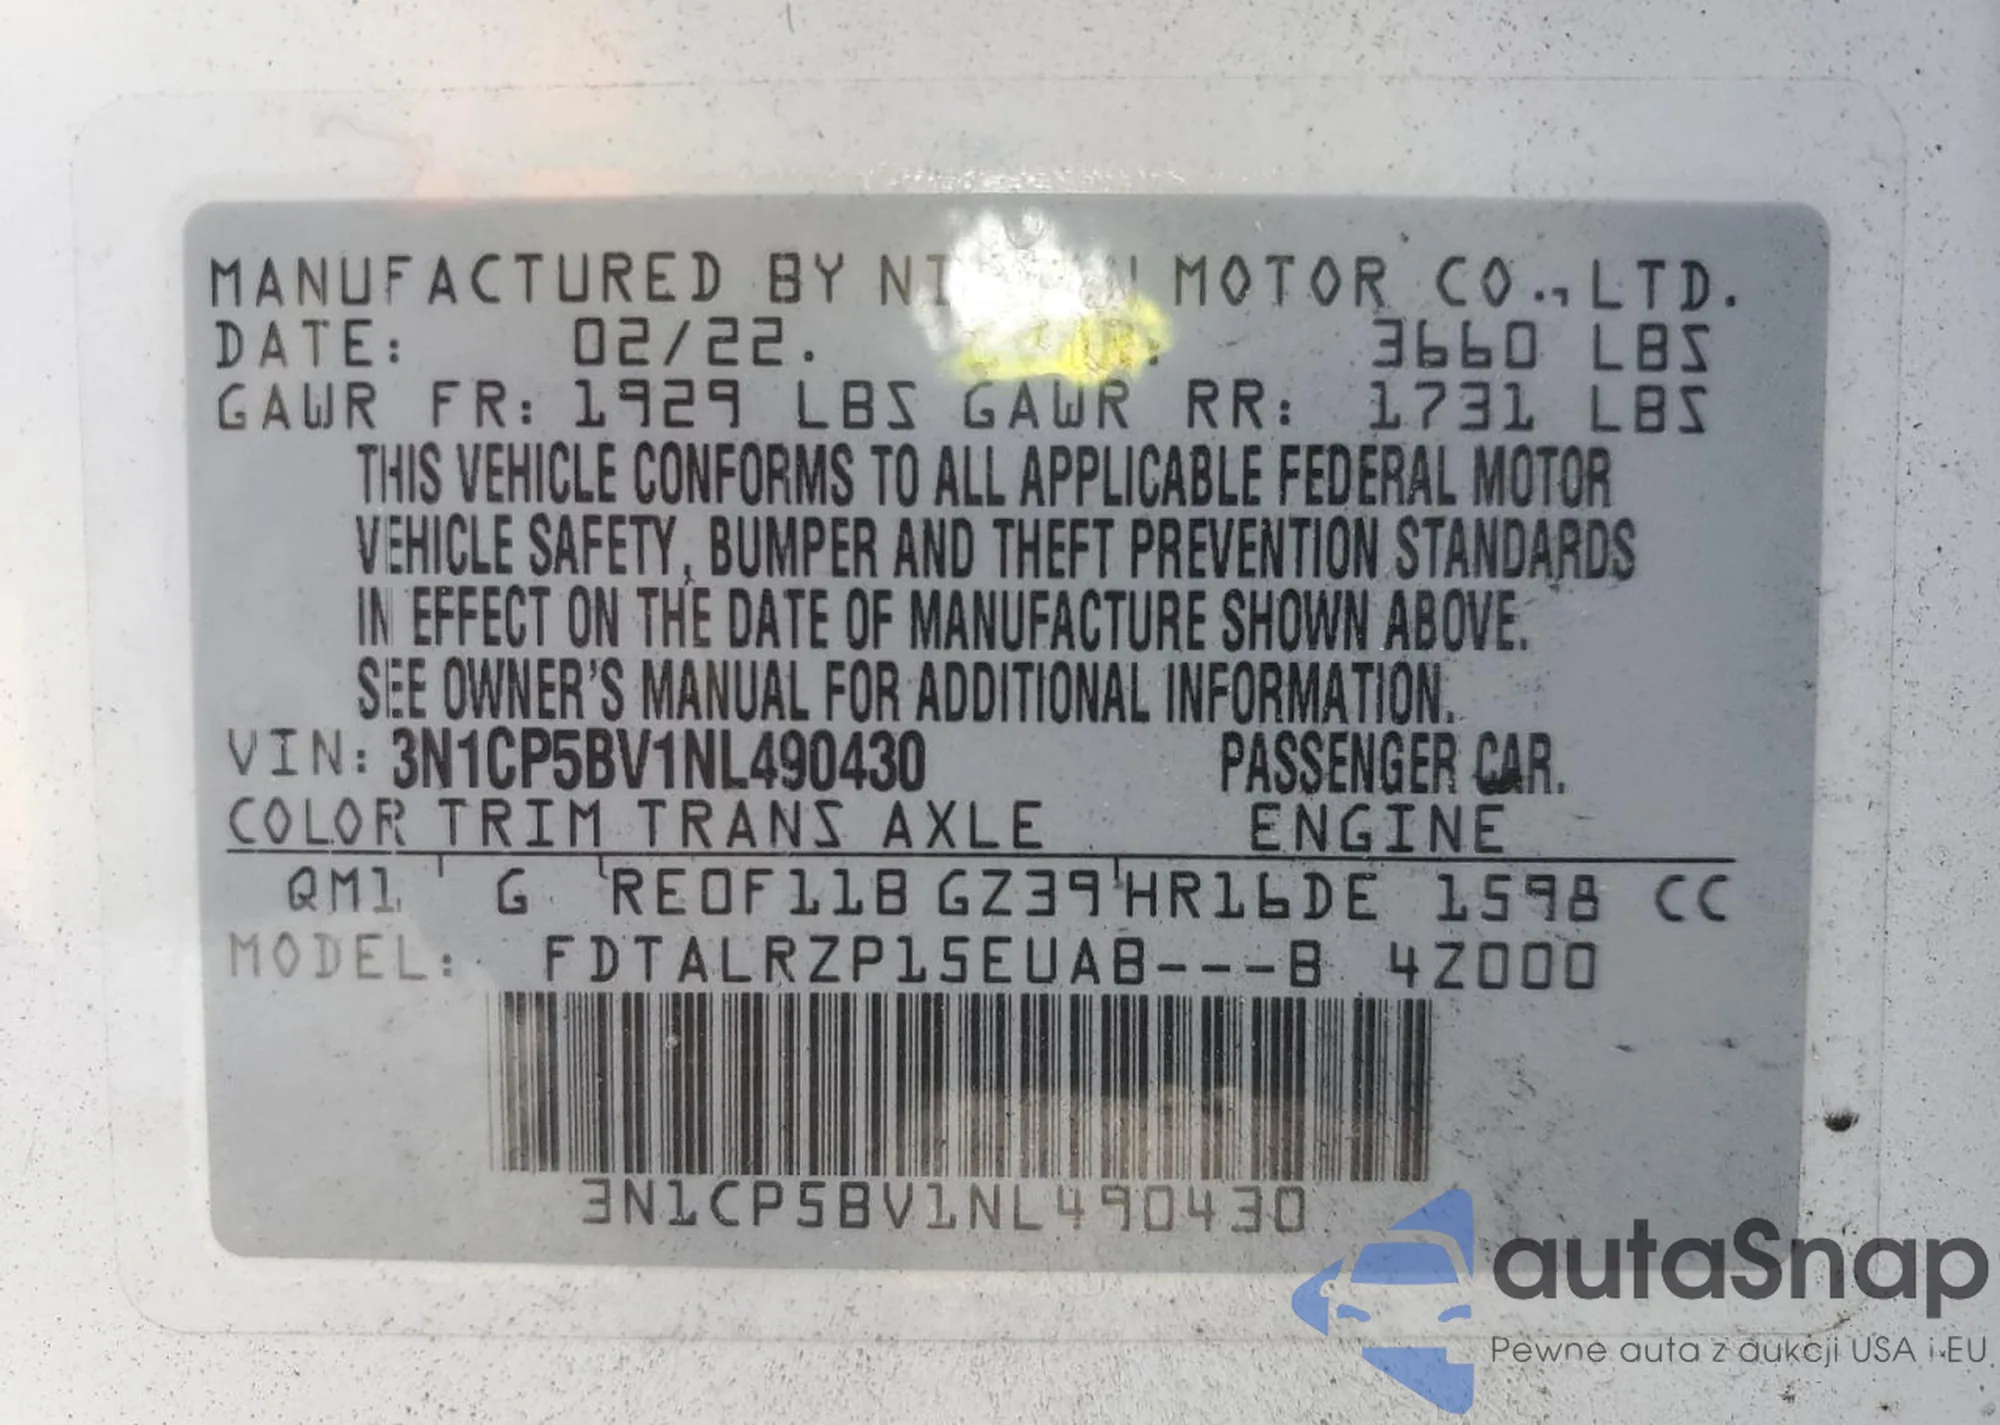 MANUFACTURED BY MOTOR CO., LTD.
DATE: 02/22. 3660 LBS
GAWR FR: 1929 LBS GAWR RR: 1731 LBS
THIS VEHICLE CONFORMS TO ALL APPLICABLE FEDERAL MOTOR
VEHICLE SAFETY, BUMPER AND THEFT PREVENTION STANDARDS
IN EFFECT ON THE DATE OF MANUFACTURE SHOWN ABOVE.
SEE OWNER'S MANUAL FOR ADDITIONAL INFORMATION.
VIN: 3N1CP5BV1NL490430 PASSENGER CAR.
COLOR TRIM TRANS AXLE ENGINE
QM1 G RE0F11B GZ39 HR16DE 1598 CC
MODEL: FDTALRZP15EUAB---B 4Z000
3N1CP5BV1NL490430
autaSnap
Pewne auta z aukcji USA i EU